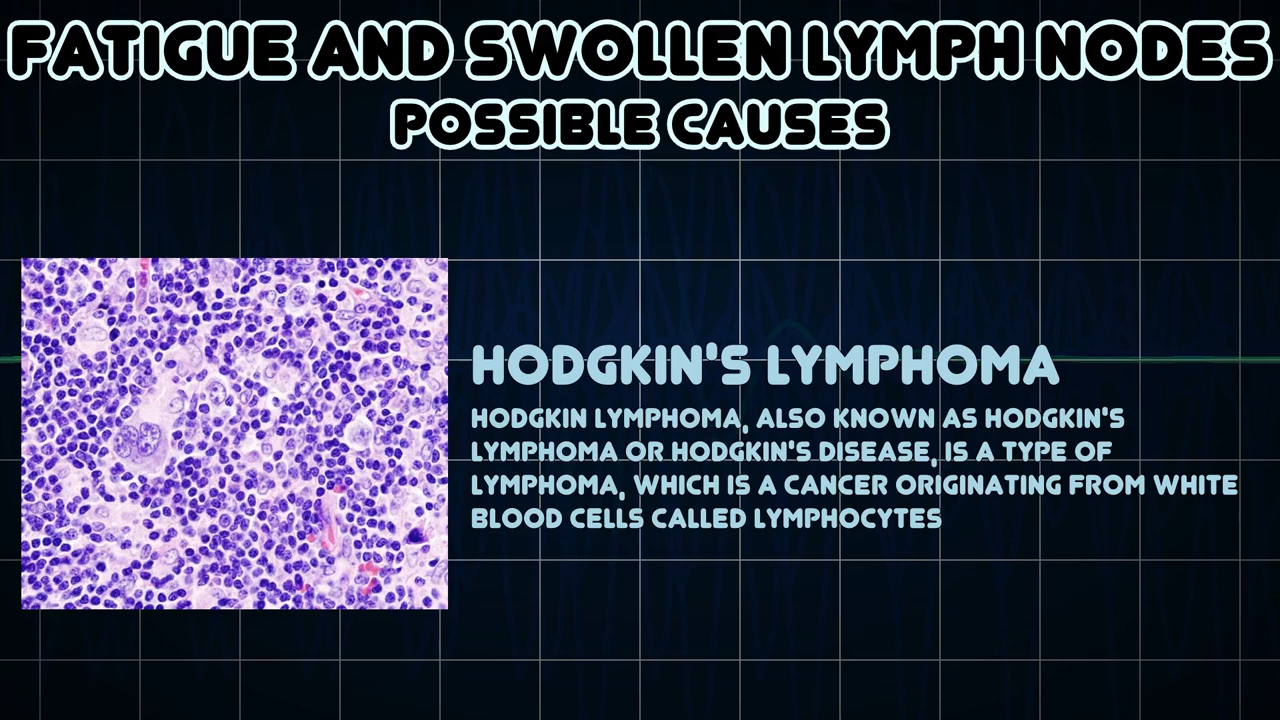 FATIGUE AND SWOLLEN LYMPH NODES
POSSIBLE CAUSES
HODGKIN'S LYMPHOMA
HODGKIN LYMPHOMA, ALSO KNOWN AS HODGKIN'S
LYMPHOMA OR HODGKIN'S DISEASE, IS A TYPE OF
LYMPHOMA, WHICH IS A CANCER ORIGINATING FROM WHITE
BLOOD CELLS CALLED LYMPHOCYTES